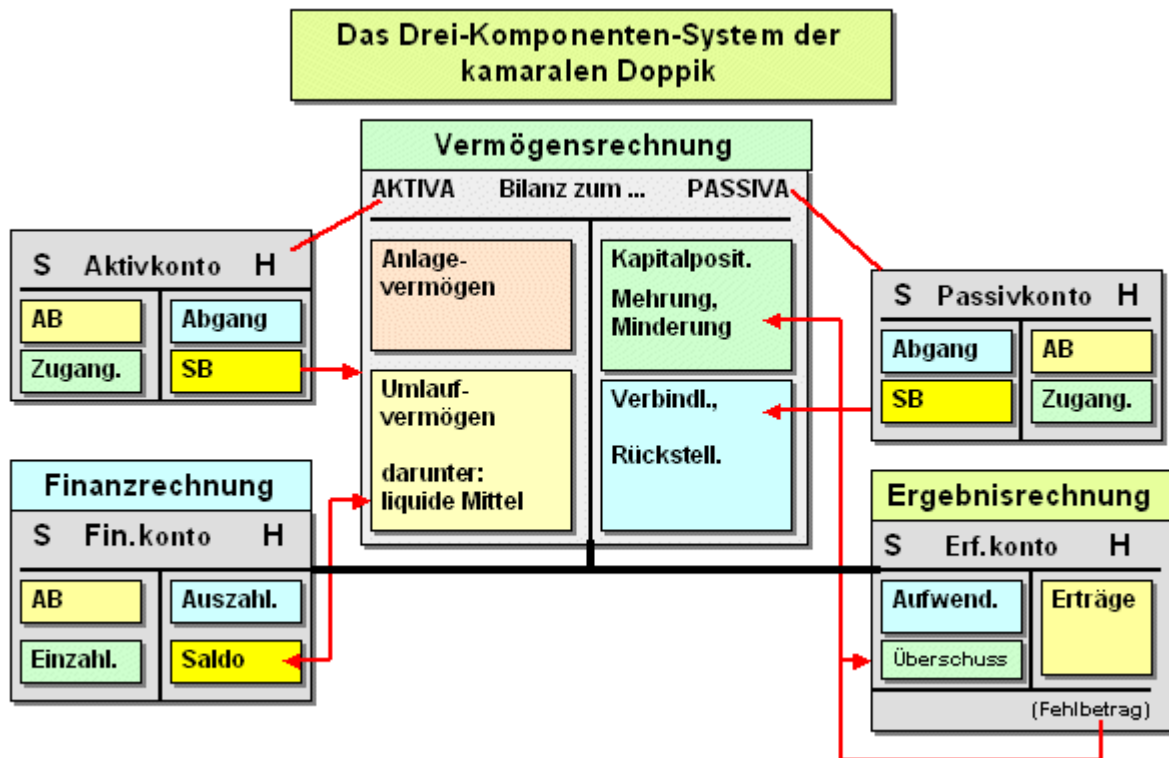 Das Drei-Komponenten-System der
kamaralen Doppik
Vermögensrechnung
AKTIVA Bilanz zum ... PASSIVA
Anlage-
vermögen
Umlauf-
vermögen
darunter:
liquide Mittel
Kapitalposit.
Mehrung,
Minderung
Verbindl.,
Rückstell.
S Aktivkonto H
AB
Zugang.
Abgang
SB
S Passivkonto H
Abgang
SB
AB
Zugang.
Finanzrechnung
S Fin.konto H
AB
Einzahl.
Auszahl.
Saldo
Ergebnisrechnung
S Erf.konto H
Aufwend.
Überschuss
Erträge
(Fehlbetrag)